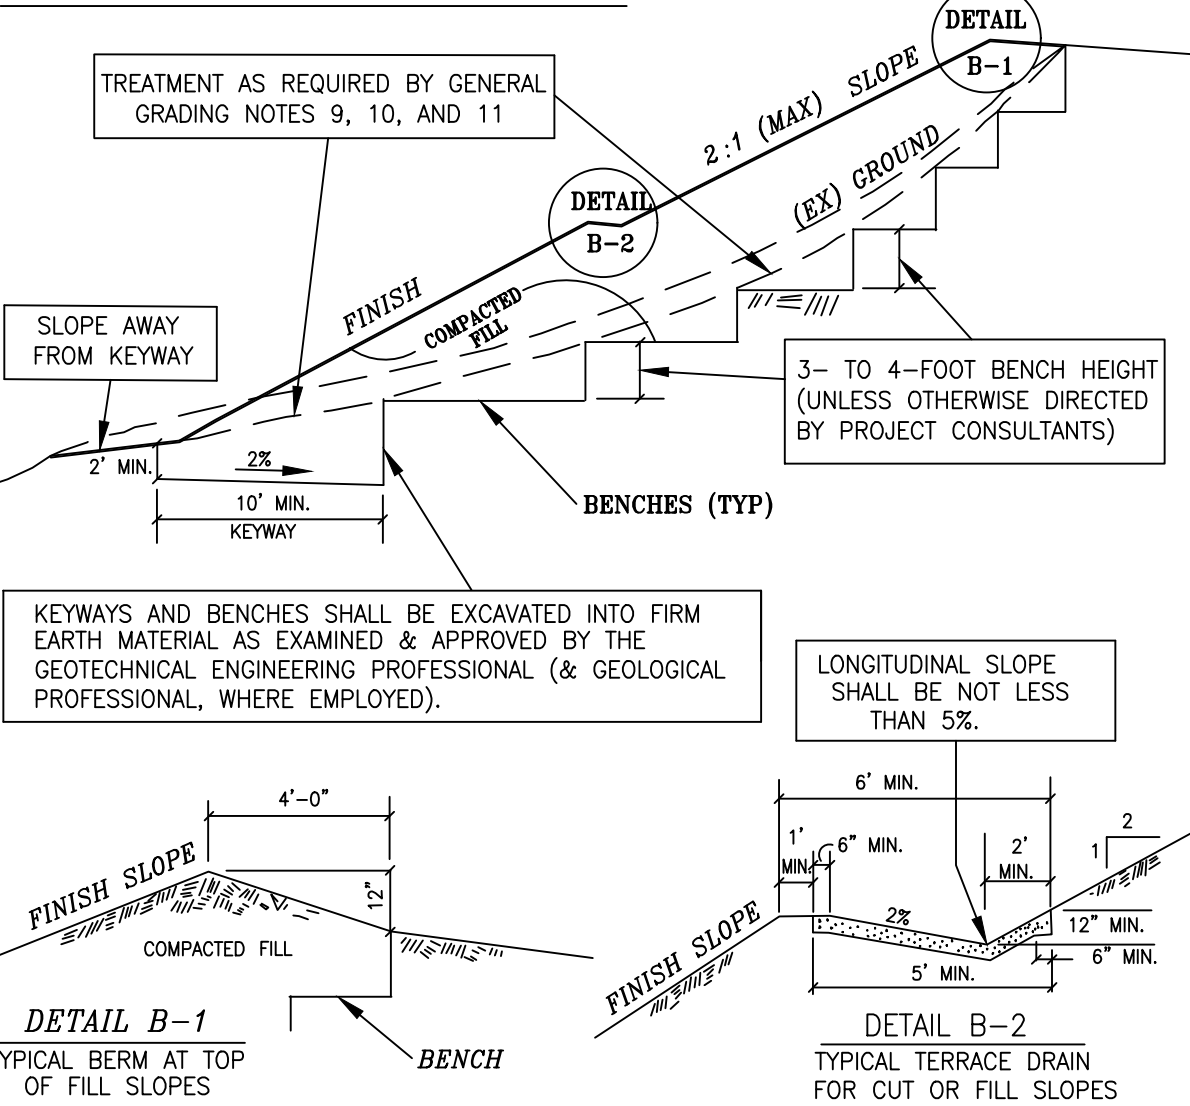 DETAIL
B-1
TREATMENT AS REQUIRED BY GENERAL
GRADING NOTES 9, 10, AND 11
2:1 (MAX) SLOPE
(EX) GROUND
DETAIL
B-2
FINISH
COMPACTED
FILL
SLOPE AWAY
FROM KEYWAY
3- TO 4-FOOT BENCH HEIGHT
(UNLESS OTHERWISE DIRECTED
BY PROJECT CONSULTANTS)
2' MIN.
2%
10' MIN.
KEYWAY
BENCHES (TYP)
KEYWAYS AND BENCHES SHALL BE EXCAVATED INTO FIRM
EARTH MATERIAL AS EXAMINED & APPROVED BY THE
GEOTECHNICAL ENGINEERING PROFESSIONAL (& GEOLOGICAL
PROFESSIONAL, WHERE EMPLOYED).
LONGITUDINAL SLOPE
SHALL BE NOT LESS
THAN 5%.
4'-0"
FINISH SLOPE
12"
COMPACTED FILL
DETAIL B-1
YPICAL BERM AT TOP
OF FILL SLOPES
BENCH
6' MIN.
1'
MIN.
6" MIN.
2'
MIN.
2
1
2%
FINISH SLOPE
12" MIN.
6" MIN.
5' MIN.
DETAIL B-2
TYPICAL TERRACE DRAIN
FOR CUT OR FILL SLOPES